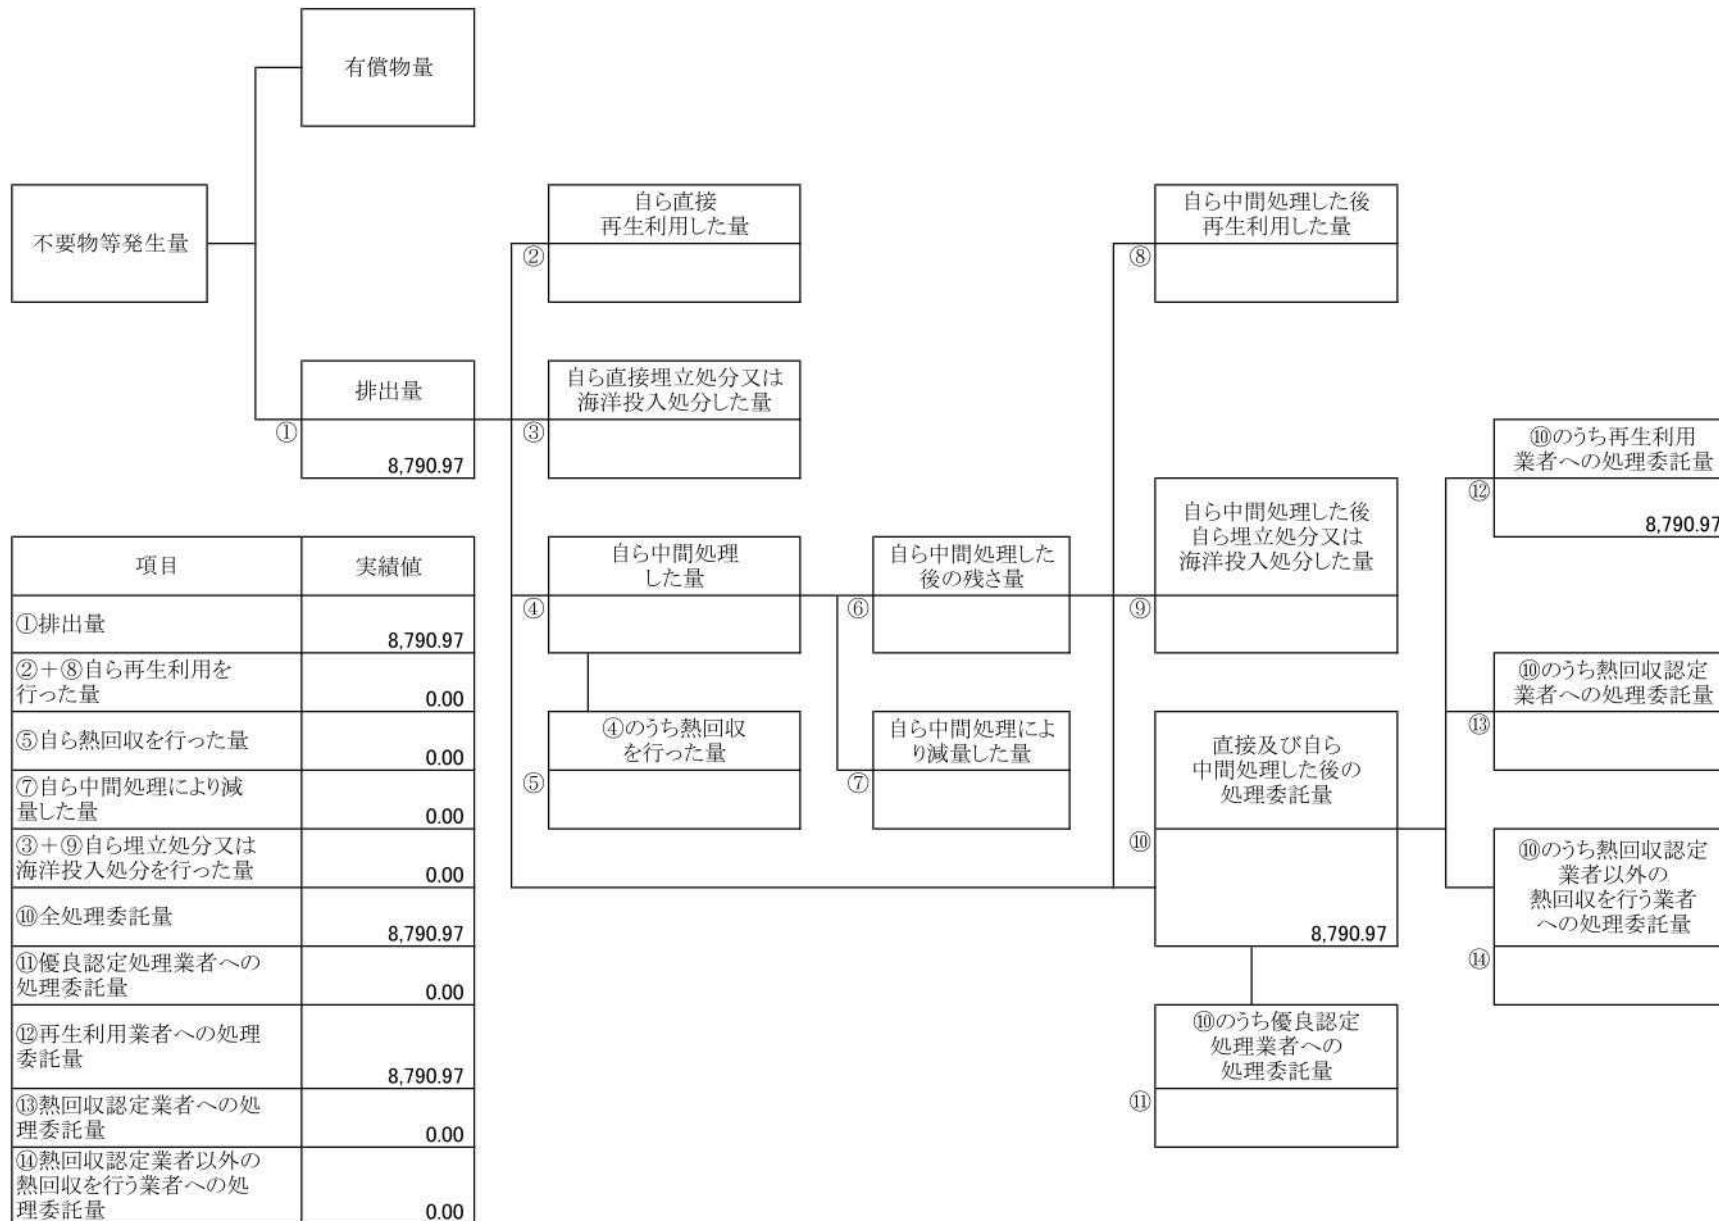 有償物量
不要物等発生量
排出量
①
8,790.97
自ら直接
再生利用した量
②
自ら直接埋立処分又は
海洋投入処分した量
③
自ら中間処理
した量
④
④のうち熱回収
を行った量
⑤
自ら中間処理した
後の残さ量
⑥
自ら中間処理によ
り減量した量
⑦
自ら中間処理した後
再生利用した量
⑧
自ら中間処理した後
自ら埋立処分又は
海洋投入処分した量
⑨
直接及び自ら
中間処理した後の
処理委託量
⑩
8,790.97
⑩のうち優良認定
処理業者への
処理委託量
⑪
⑩のうち再生利用
業者への処理委託量
⑫
8,790.97
⑩のうち熱回収認定
業者への処理委託量
⑬
⑩のうち熱回収認定
業者以外の
熱回収を行う業者
への処理委託量
⑭
項目 実績値
①排出量
8,790.97
②+⑧自ら再生利用を
行った量
0.00
⑤自ら熱回収を行った量
0.00
⑦自ら中間処理により減
量した量
0.00
③+⑨自ら埋立処分又は
海洋投入処分を行った量
0.00
⑩全処理委託量
8,790.97
⑪優良認定処理業者への
処理委託量
0.00
⑫再生利用業者への処理
委託量
8,790.97
⑬熱回収認定業者への処
理委託量
0.00
⑭熱回収認定業者以外の
熱回収を行う業者への処
理委託量
0.00